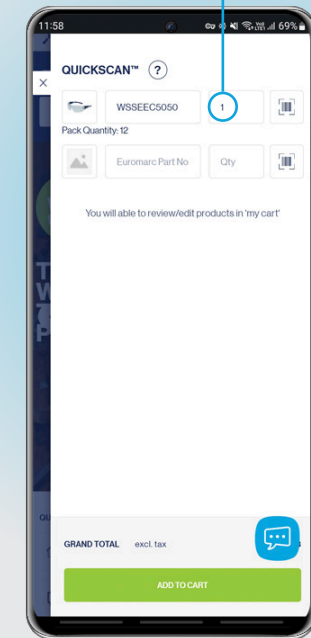 11:58
69%
QUICKSCAN™ ?
WSSEEC5050
1
Pack Quantity: 12
Euromarc Part No
Qty
You will able to review/edit products in 'my cart'
GRAND TOTAL excl. tax
ADD TO CART